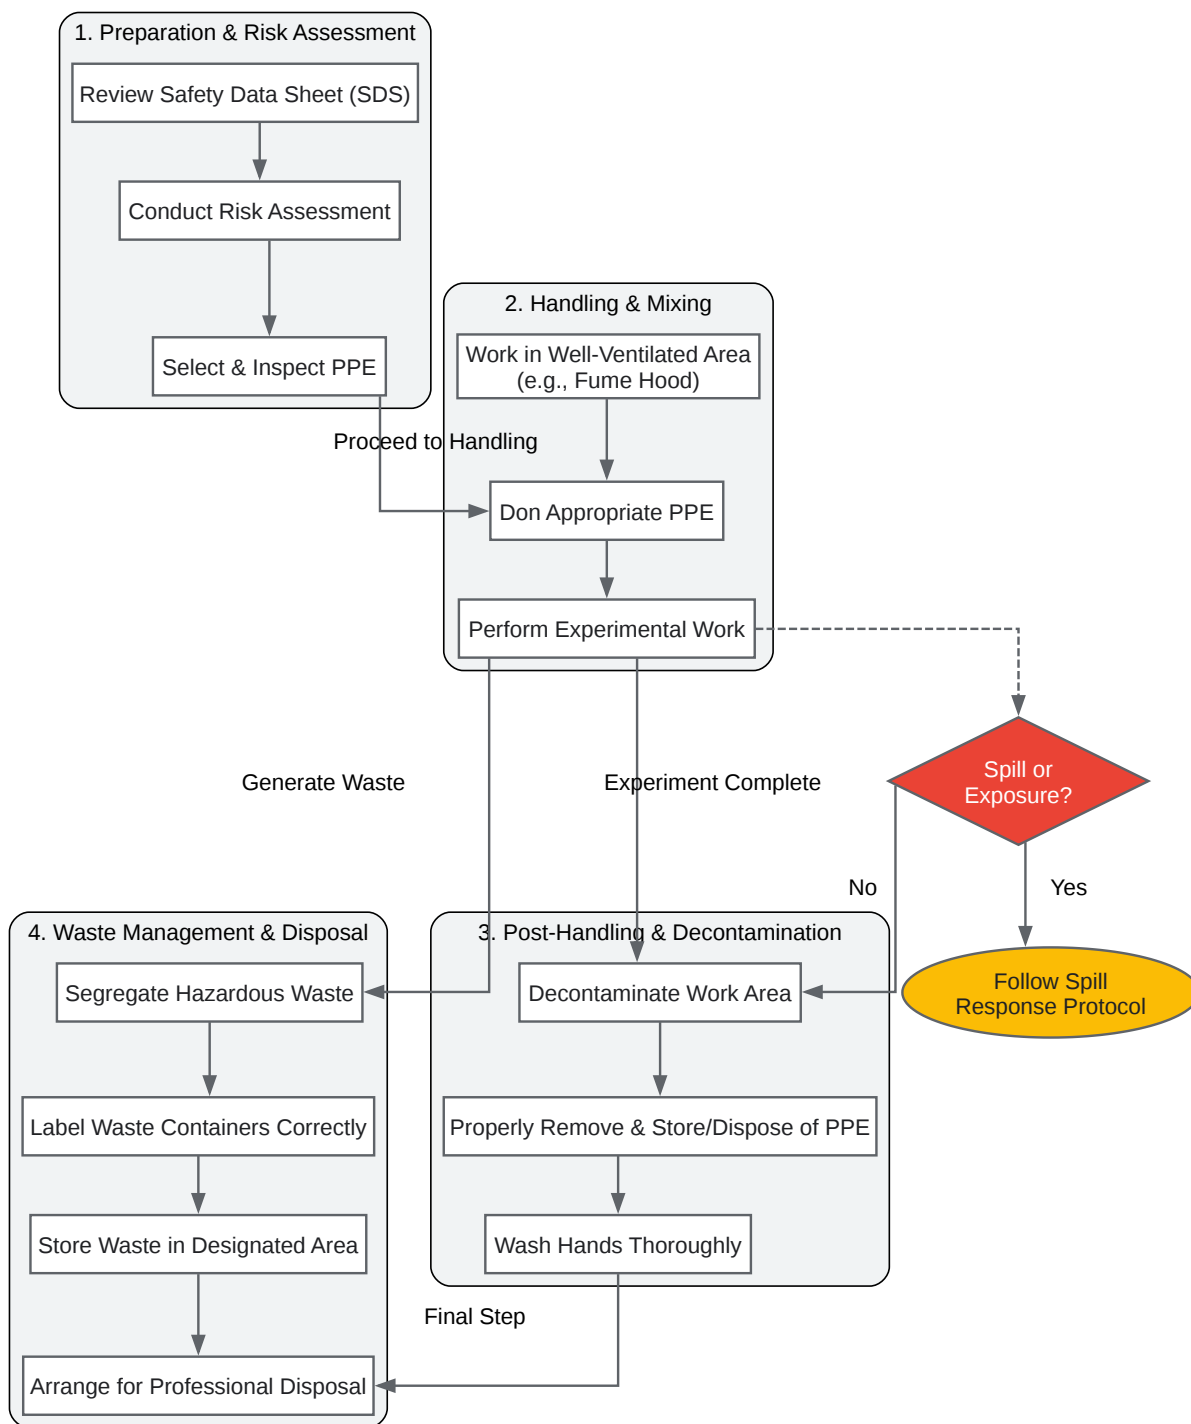 1. Preparation & Risk Assessment
Review Safety Data Sheet (SDS)
Conduct Risk Assessment
Select & Inspect PPE
Proceed to Handling
2. Handling & Mixing
Work in Well-Ventilated Area
(e.g., Fume Hood)
Don Appropriate PPE
Perform Experimental Work
Generate Waste
Experiment Complete
Spill or
Exposure?
No
Yes
Follow Spill
Response Protocol
3. Post-Handling & Decontamination
Decontaminate Work Area
Properly Remove & Store/Dispose of PPE
Wash Hands Thoroughly
Final Step
4. Waste Management & Disposal
Segregate Hazardous Waste
Label Waste Containers Correctly
Store Waste in Designated Area
Arrange for Professional Disposal